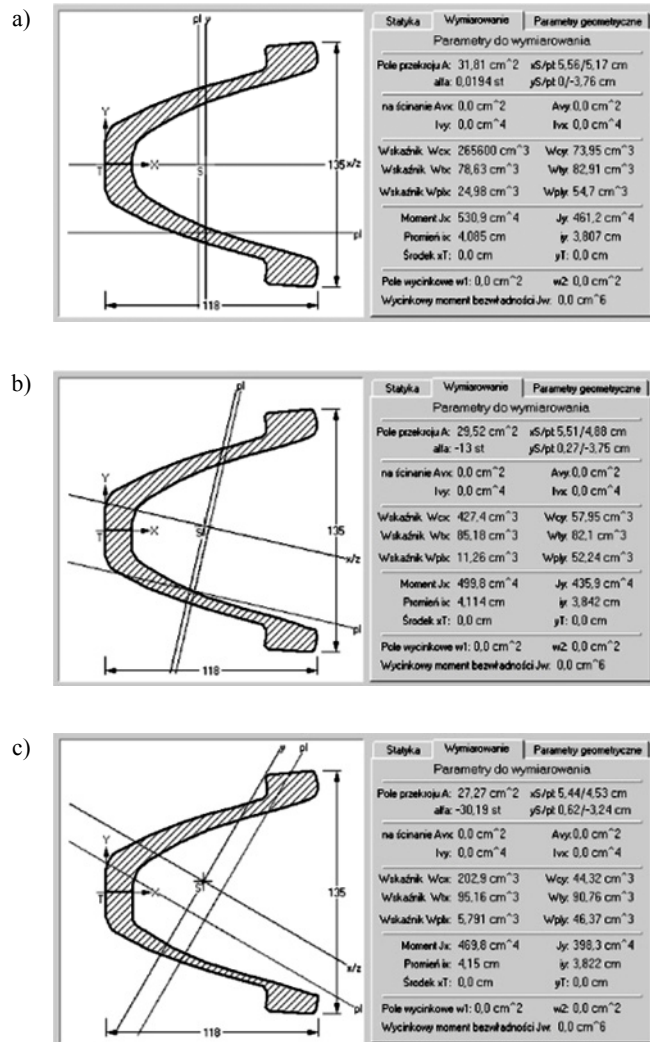 a)
pl y
Y
T X S
135 x/z
pl
118
Statyka Wymiarowanie Parametry geometryczne
Parametry do wymiarowania
Pole przekroju A: 31,81 cm^2 xS/pl: 5,56/5,17 cm
alfa: 0,0194 st yS/pl: 0/-3,76 cm
na ścinanie Avx: 0,0 cm^2 Avy: 0,0 cm^2
Ivy: 0,0 cm^4 Ivx: 0,0 cm^4
Wskaźnik Wcx: 265600 cm^3 Wcy: 73,95 cm^3
Wskaźnik Wtx: 78,63 cm^3 Wty: 82,91 cm^3
Wskaźnik Wplx: 24,98 cm^3 Wply: 54,7 cm^3
Moment Jx: 530,9 cm^4 Jy: 461,2 cm^4
Promień ix: 4,085 cm iy: 3,807 cm
Środek xT: 0,0 cm yT: 0,0 cm
Pole wycinkowe w1: 0,0 cm^2 w2: 0,0 cm^2
Wycinkowy moment bezwładności Jw: 0,0 cm^6
b)
pl
Y
T X S
135
x/z
pl
118
Statyka Wymiarowanie Parametry geometryczne
Parametry do wymiarowania
Pole przekroju A: 29,52 cm^2 xS/pl: 5,51/4,88 cm
alfa: -13 st yS/pl: 0,27/-3,75 cm
na ścinanie Avx: 0,0 cm^2 Avy: 0,0 cm^2
Ivy: 0,0 cm^4 Ivx: 0,0 cm^4
Wskaźnik Wcx: 427,4 cm^3 Wcy: 57,95 cm^3
Wskaźnik Wtx: 85,18 cm^3 Wty: 82,1 cm^3
Wskaźnik Wplx: 11,26 cm^3 Wply: 52,24 cm^3
Moment Jx: 499,8 cm^4 Jy: 435,9 cm^4
Promień ix: 4,114 cm iy: 3,842 cm
Środek xT: 0,0 cm yT: 0,0 cm
Pole wycinkowe w1: 0,0 cm^2 w2: 0,0 cm^2
Wycinkowy moment bezwładności Jw: 0,0 cm^6
c)
y pl
Y
T X S
135
x/z
pl
118
Statyka Wymiarowanie Parametry geometryczne
Parametry do wymiarowania
Pole przekroju A: 27,27 cm^2 xS/pl: 5,44/4,53 cm
alfa: -30,19 st yS/pl: 0,62/-3,24 cm
na ścinanie Avx: 0,0 cm^2 Avy: 0,0 cm^2
Ivy: 0,0 cm^4 Ivx: 0,0 cm^4
Wskaźnik Wcx: 202,9 cm^3 Wcy: 44,32 cm^3
Wskaźnik Wtx: 95,16 cm^3 Wty: 90,76 cm^3
Wskaźnik Wplx: 5,791 cm^3 Wply: 46,37 cm^3
Moment Jx: 469,8 cm^4 Jy: 398,3 cm^4
Promień ix: 4,15 cm iy: 3,822 cm
Środek xT: 0,0 cm yT: 0,0 cm
Pole wycinkowe w1: 0,0 cm^2 w2: 0,0 cm^2
Wycinkowy moment bezwładności Jw: 0,0 cm^6